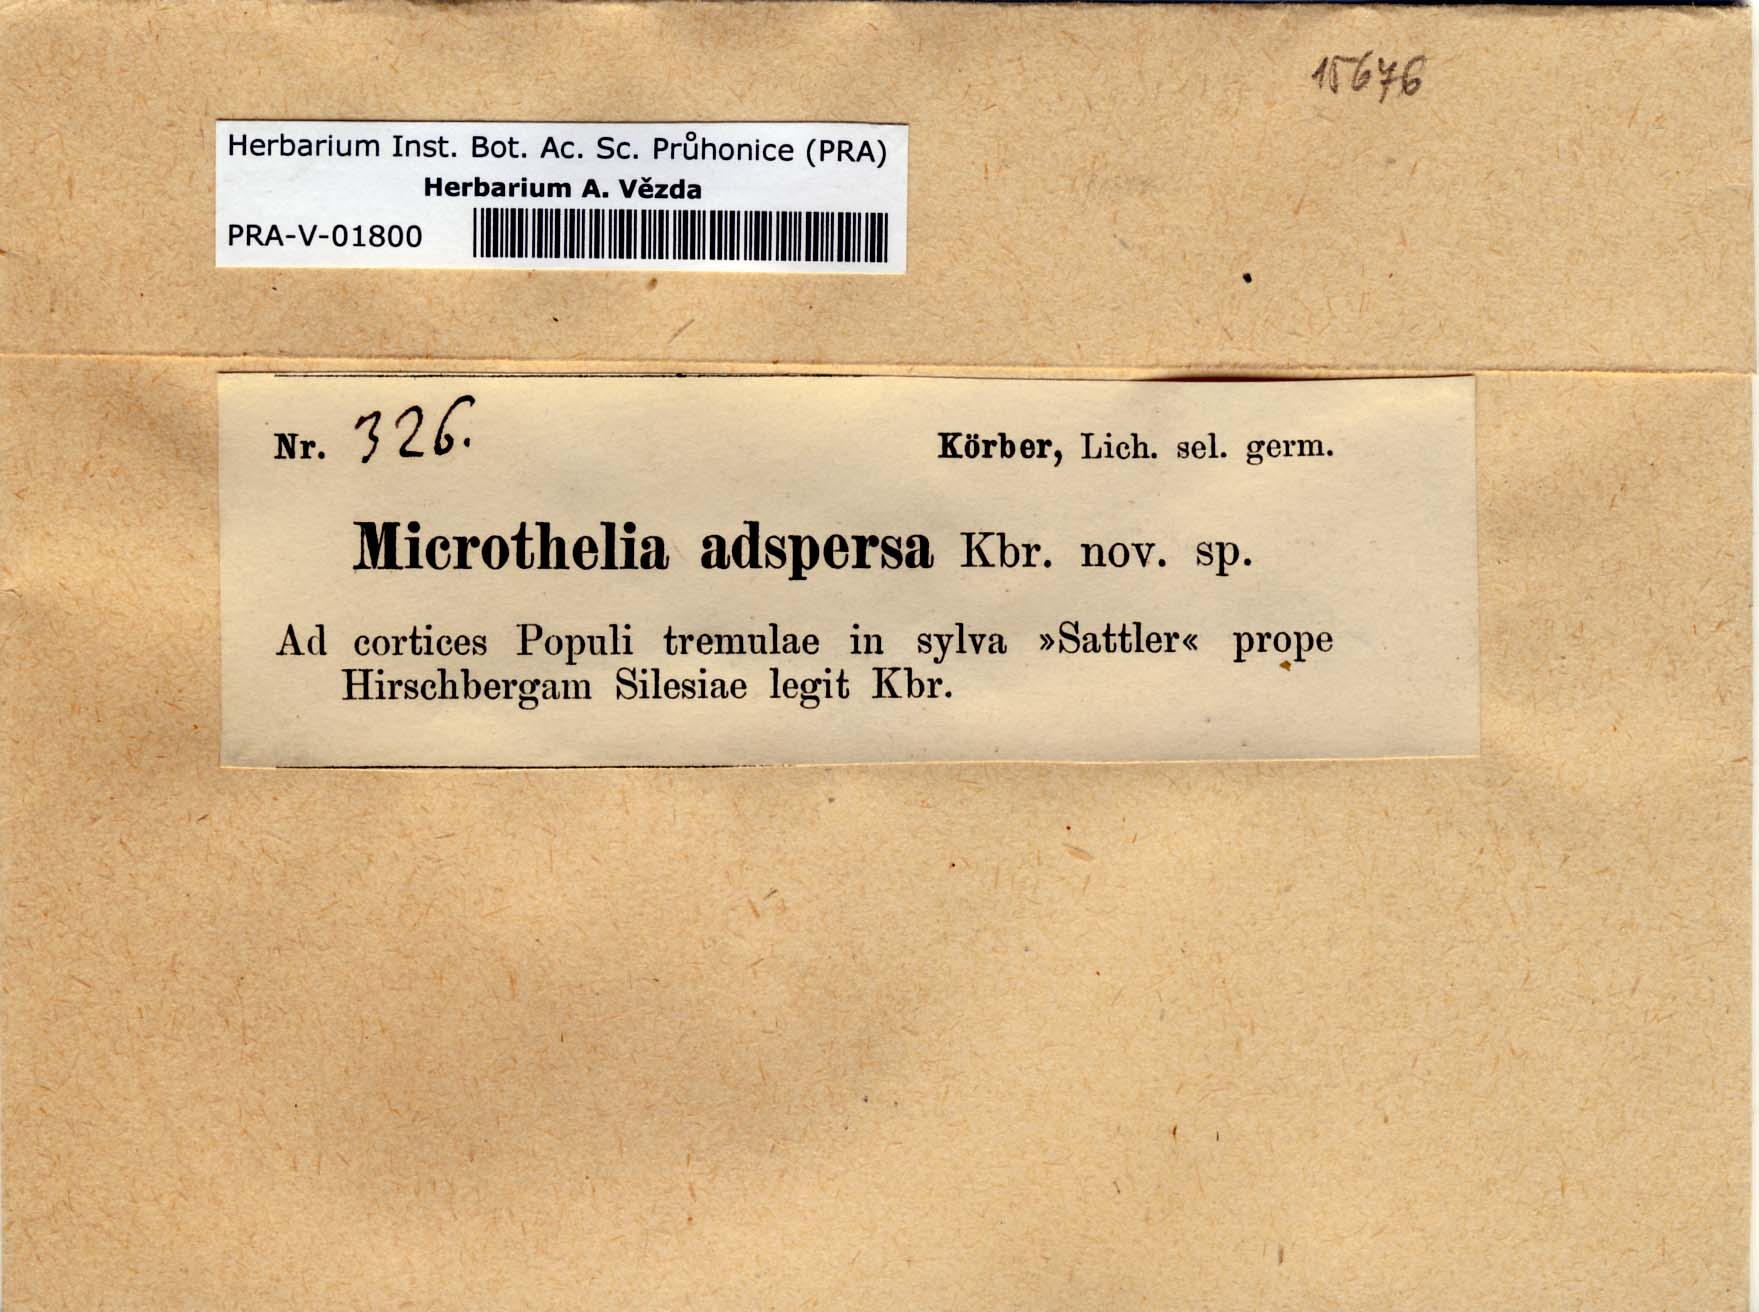 15676
Herbarium Inst. Bot. Ac. Sc. Průhonice (PRA)
Herbarium A. Vězda
PRA-V-01800
Nr. 326.
Körber, Lich. sel. germ.
Microthelia adspersa Kbr. nov. sp.
Ad cortices Populi tremulae in sylva »Sattler« prope
Hirschbergam Silesiae legit Kbr.